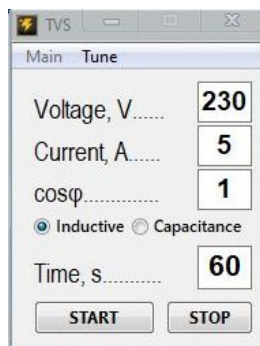 TVS
Main Tune
Voltage, V...... 230
Current, A...... 5
cosφ.............. 1
Inductive Capacitance
Time, s........... 60
START STOP